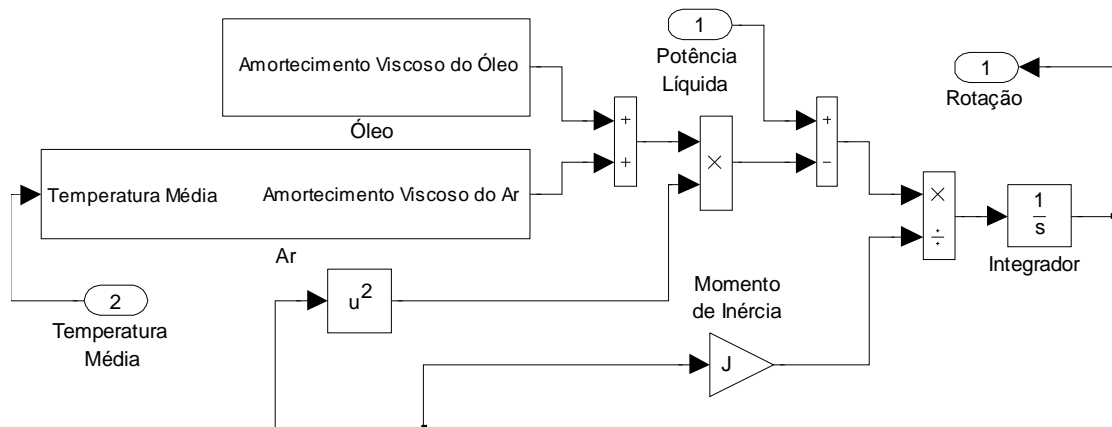 Amortecimento Viscoso do Óleo
Óleo
Temperatura Média
Amortecimento Viscoso do Ar
Ar
2
Temperatura
Média
u2
1
Potência
Líquida
+
+
×
+
−
Momento
de Inércia
J
×
÷
1
s
Integrador
1
Rotação